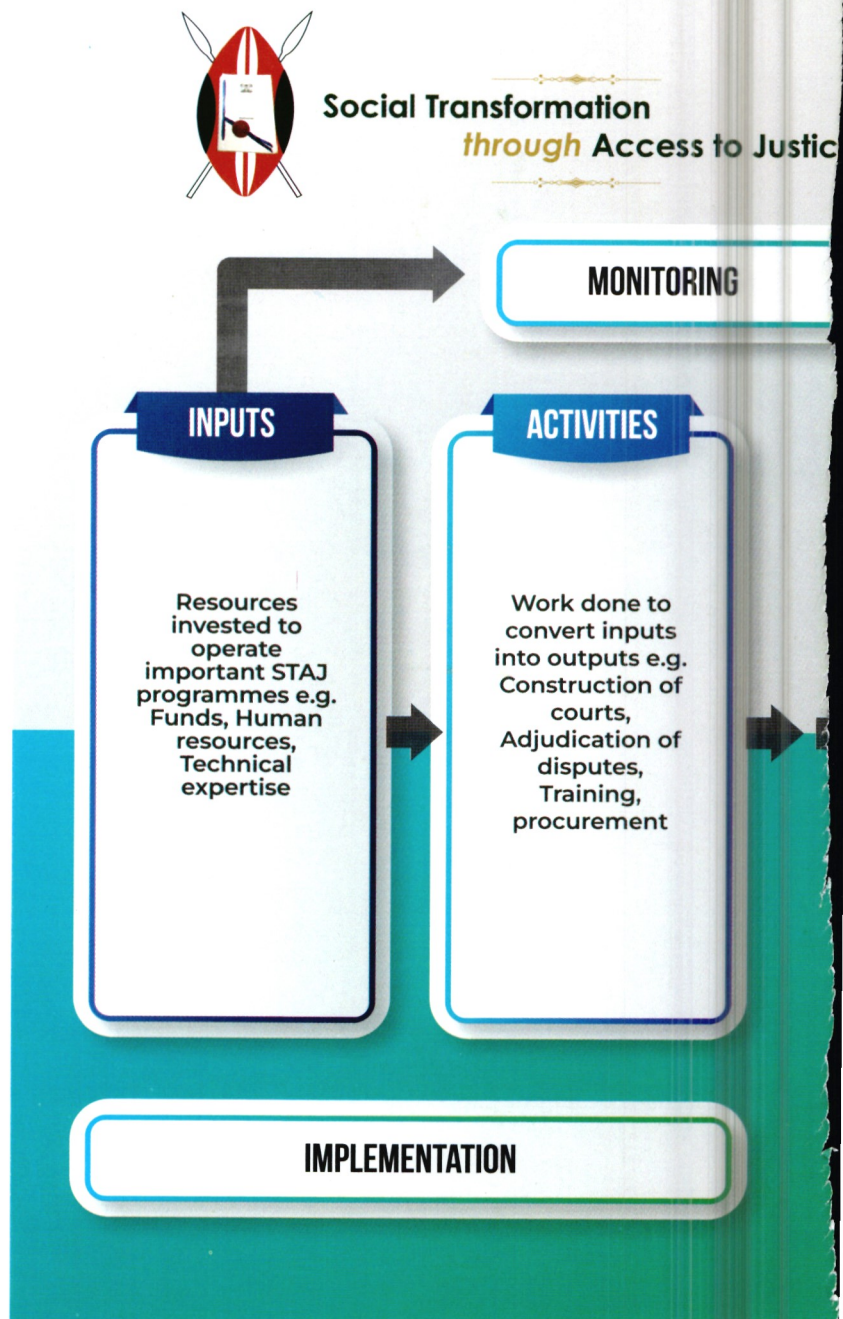 Social Transformation
through Access to Justic
MONITORING
INPUTS
Resources
invested to
operate
important STAJ
programmes e.g.
Funds, Human
resources,
Technical
expertise
ACTIVITIES
Work done to
convert inputs
into outputs e.g.
Construction of
courts,
Adjudication of
disputes,
Training,
procurement
IMPLEMENTATION